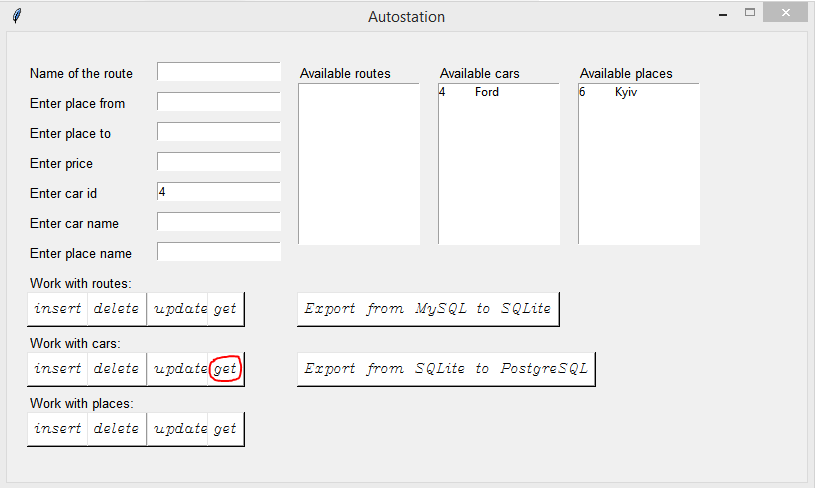 Autostation
Name of the route
Enter place from
Enter place to
Enter price
Enter car id 4
Enter car name
Enter place name
Available routes
Available cars
4 Ford
Available places
6 Kyiv
Work with routes:
insert delete update get
Export from MySQL to SQLite
Work with cars:
insert delete update get
Export from SQLite to PostgreSQL
Work with places:
insert delete update get